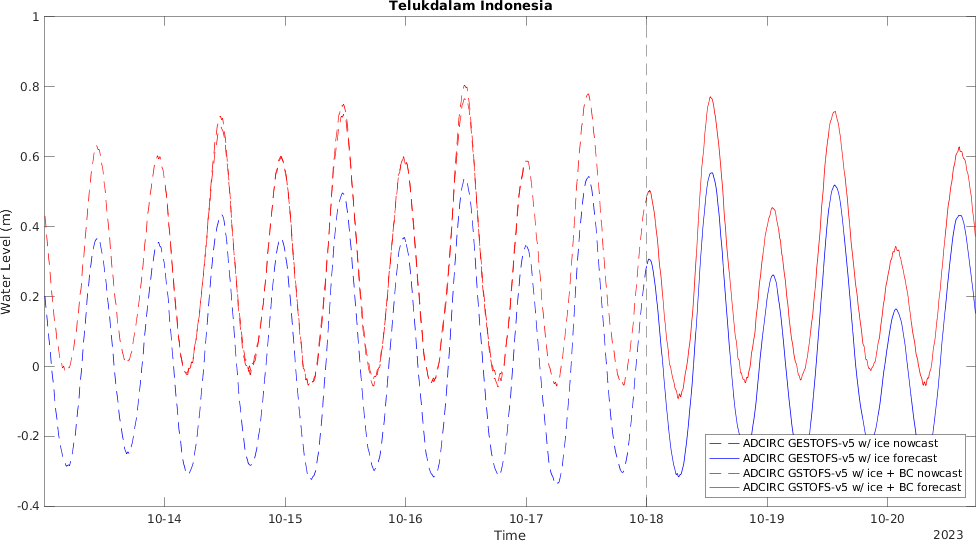 Telukdalam Indonesia
1
0.8
0.6
0.4
0.2
0
-0.2
-0.4
Water Level (m)
ADCIRC GESTOFS-v5 w/ ice nowcast
ADCIRC GESTOFS-v5 w/ ice forecast
ADCIRC GSTOFS-v5 w/ ice + BC nowcast
ADCIRC GSTOFS-v5 w/ ice + BC forecast
10-14 10-15 10-16 10-17 10-18 10-19 10-20
Time
2023